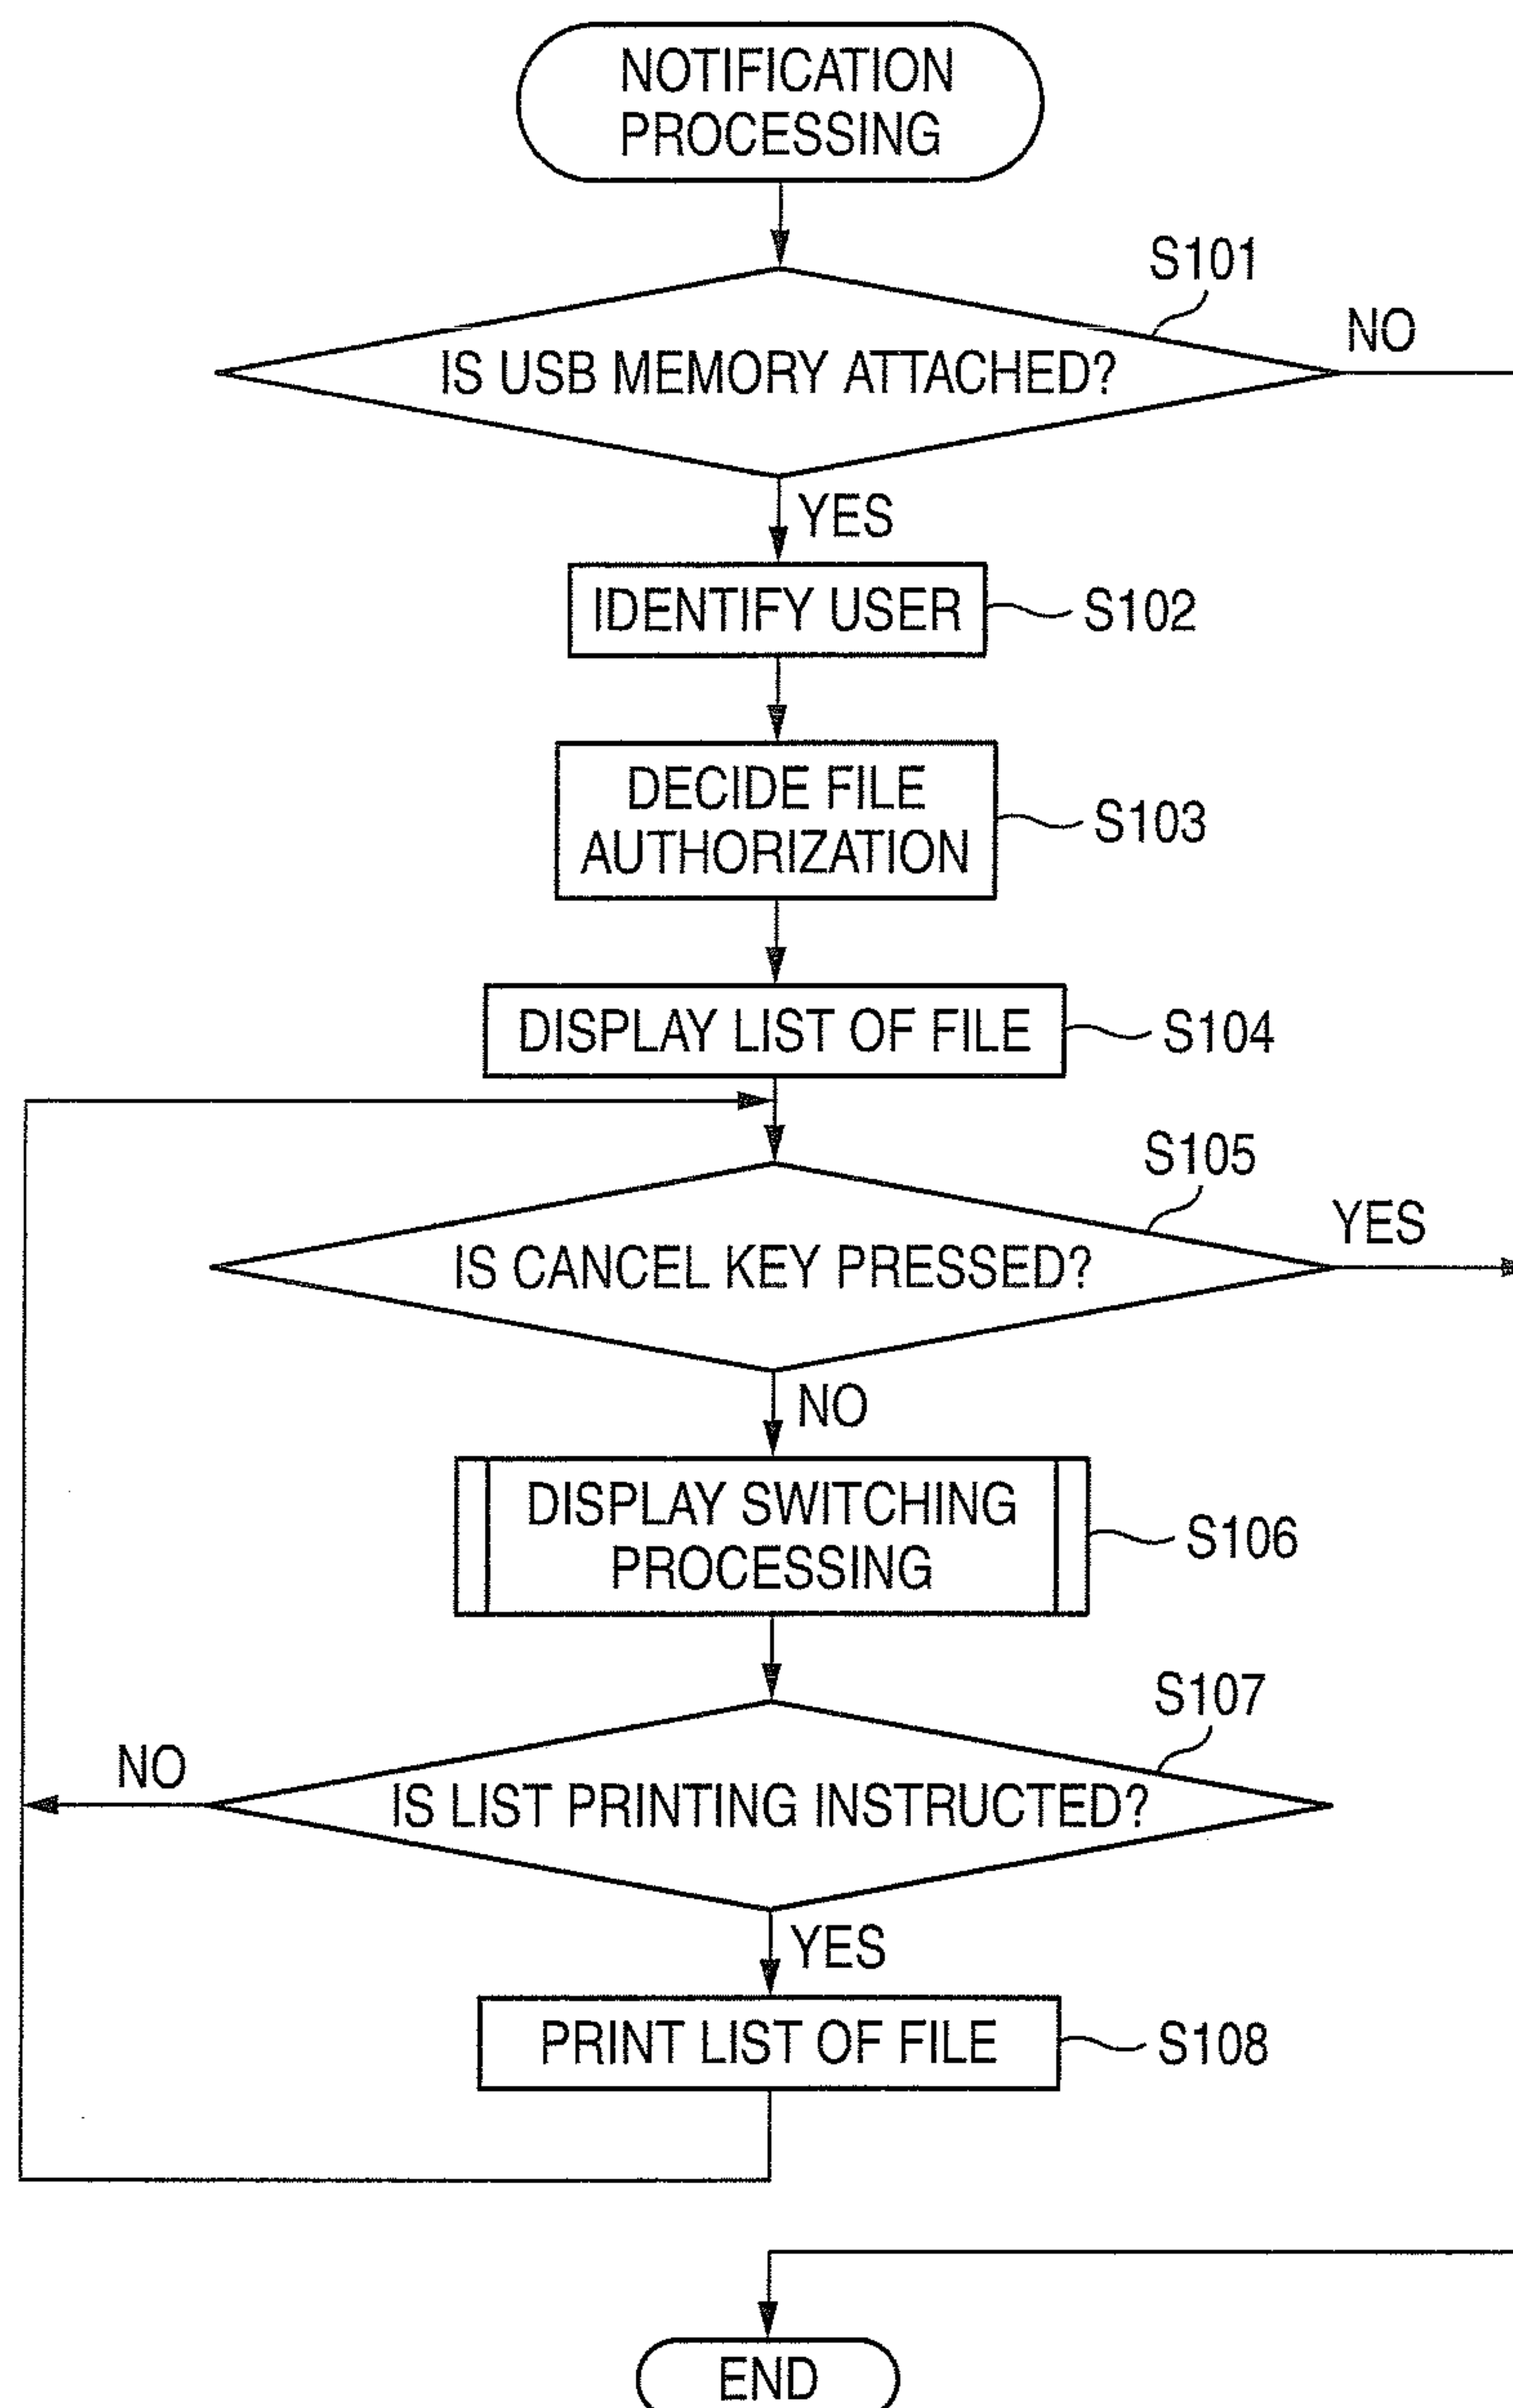 NOTIFICATION
PROCESSING
S101
NO
IS USB MEMORY ATTACHED?
YES
IDENTIFY USER
S102
DECIDE FILE
AUTHORIZATION
S103
DISPLAY LIST OF FILE
S104
S105
YES
IS CANCEL KEY PRESSED?
NO
DISPLAY SWITCHING
PROCESSING
S106
S107
NO
IS LIST PRINTING INSTRUCTED?
YES
PRINT LIST OF FILE
S108
END